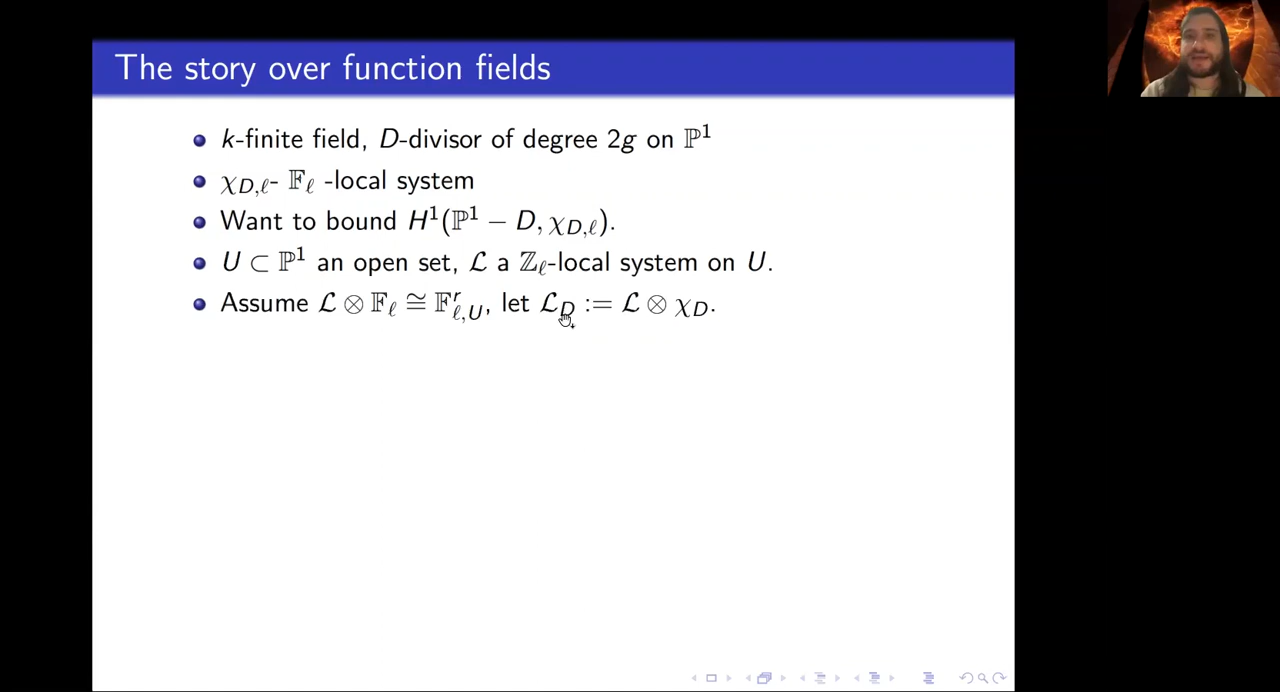 The story over function fields
k-finite field, D-divisor of degree 2g on ℙ¹
χ_{D,ℓ}- 𝔽_ℓ -local system
Want to bound H¹(ℙ¹ − D, χ_{D,ℓ}).
U ⊂ ℙ¹ an open set, ℒ a ℤ_ℓ-local system on U.
Assume ℒ ⊗ 𝔽_ℓ ≅ 𝔽^r_{ℓ,U}, let ℒ_D := ℒ ⊗ χ_D.